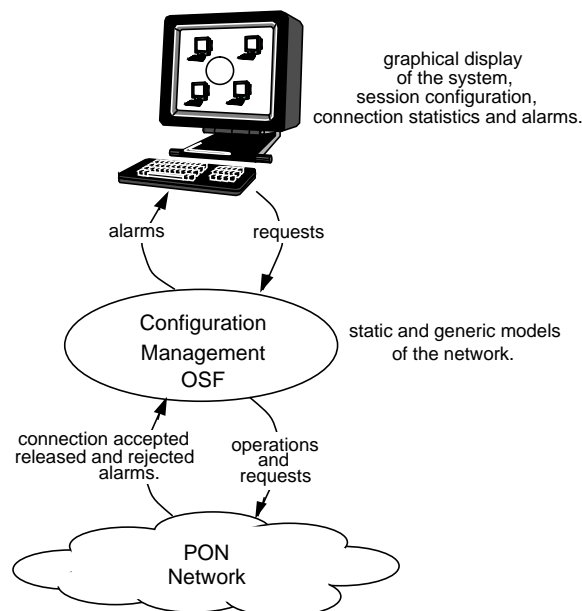 graphical display
of the system,
session configuration,
connection statistics and alarms.
alarms
requests
Configuration
Management
OSF
static and generic models
of the network.
connection accepted
released and rejected
alarms.
operations
and
requests
PON
Network